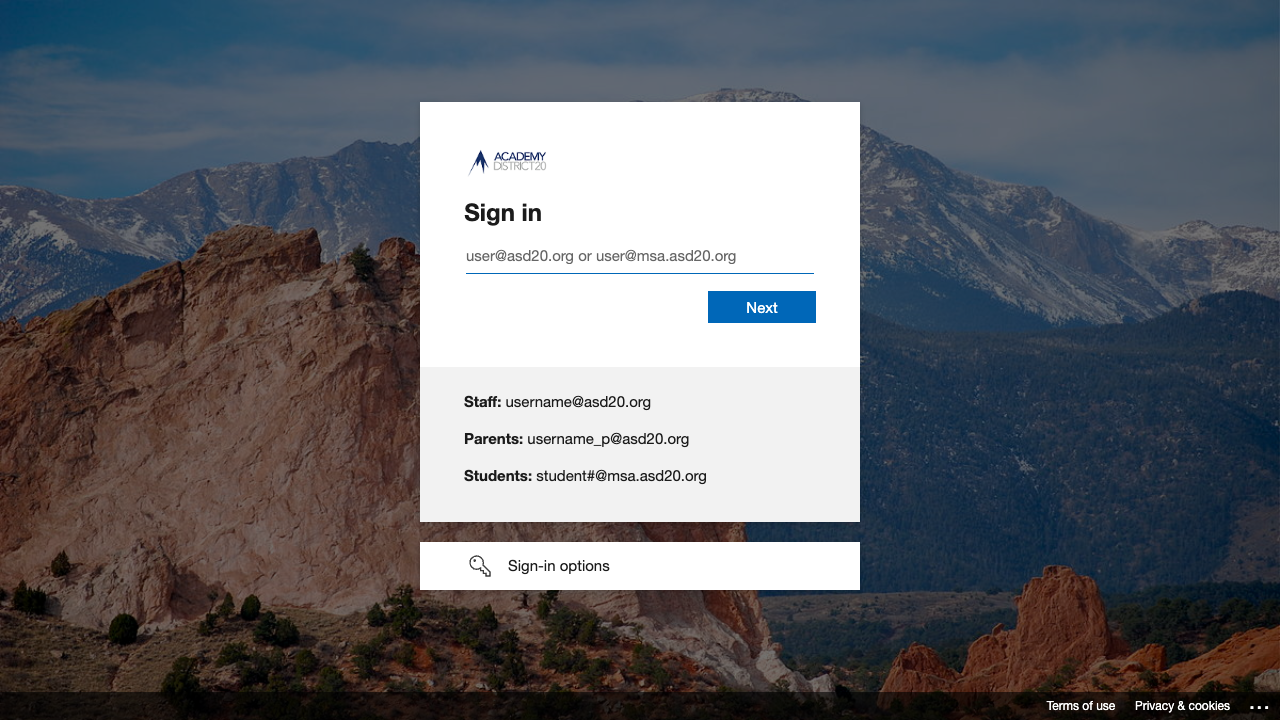 ACADEMY
DISTRICT20
Sign in
user@asd20.org or user@msa.asd20.org
Next
Staff: username@asd20.org
Parents: username_p@asd20.org
Students: student#@msa.asd20.org
Sign-in options
Terms of use Privacy & cookies ...